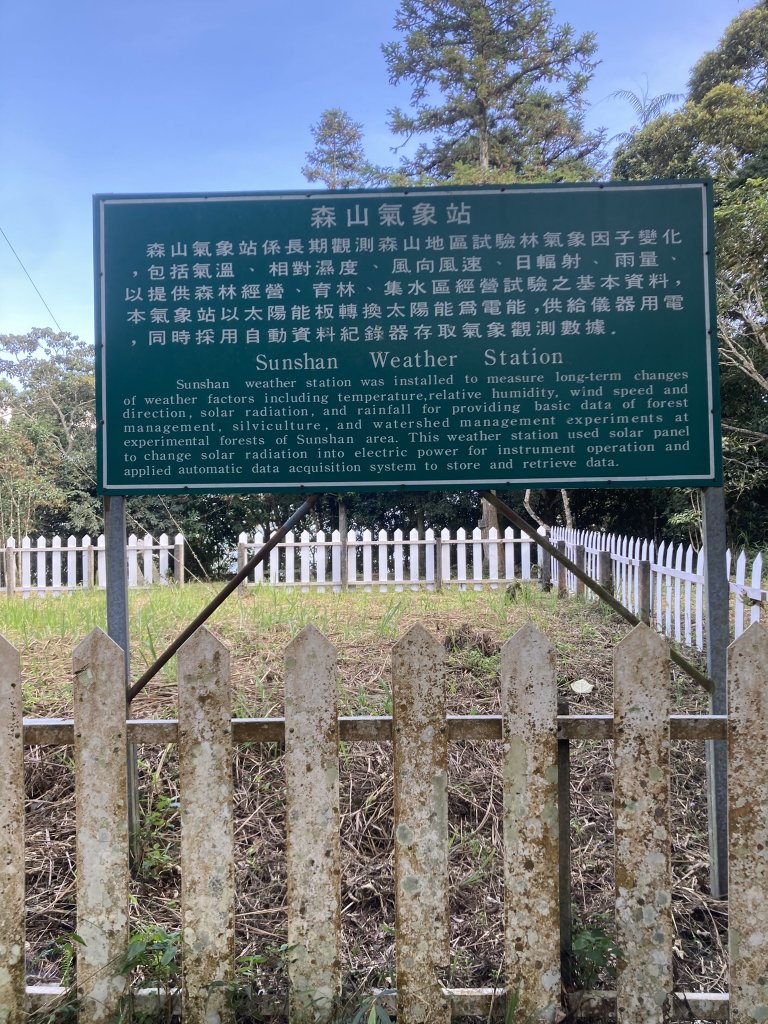 森山氣象站
森山氣象站係長期觀測森山地區試驗林氣象因子變化
，包括氣溫、相對濕度、風向風速、日輻射、雨量、
以提供森林經營、育林、集水區經營試驗之基本資料，
本氣象站以太陽能板轉換太陽能為電能，供給儀器用電
，同時採用自動資料紀錄器存取氣象觀測數據．
Sunshan Weather Station
Sunshan weather station was installed to measure long-term changes
of weather factors including temperature,relative humidity, wind speed and
direction, solar radiation, and rainfall for providing basic data of forest
management, silviculture, and watershed management experiments at
experimental forests of Sunshan area. This weather station used solar panel
to change solar radiation into electric power for instrument operation and
applied automatic data acquisition system to store and retrieve data.